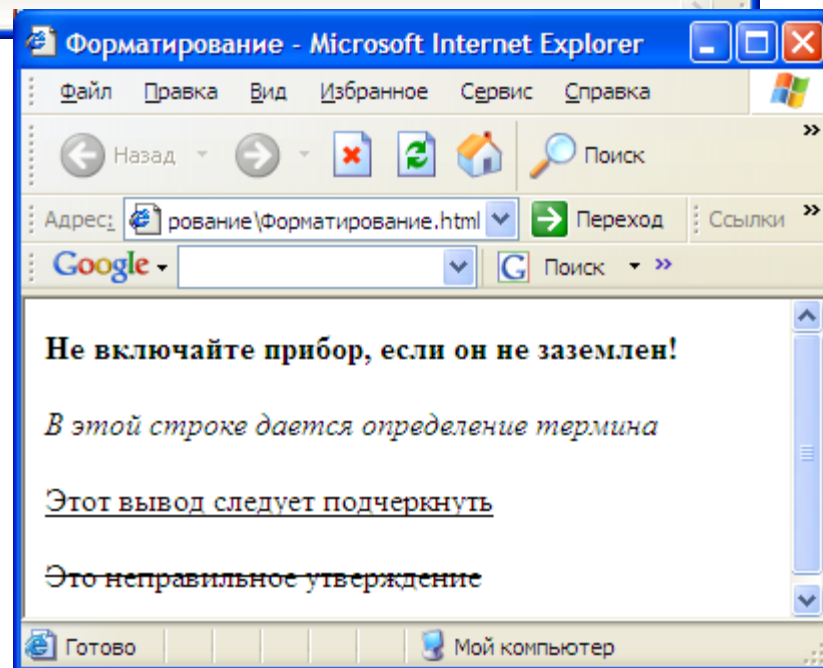 Форматирование - Microsoft Internet Explorer
Файл Правка Вид Избранное Сервис Справка
Назад Поиск »
Адрес: рование\Форматирование.html Переход Ссылки »
Google Поиск »
Не включайте прибор, если он не заземлен!
В этой строке дается определение термина
Этот вывод следует подчеркнуть
Это неправильное утверждение
Готово Мой компьютер